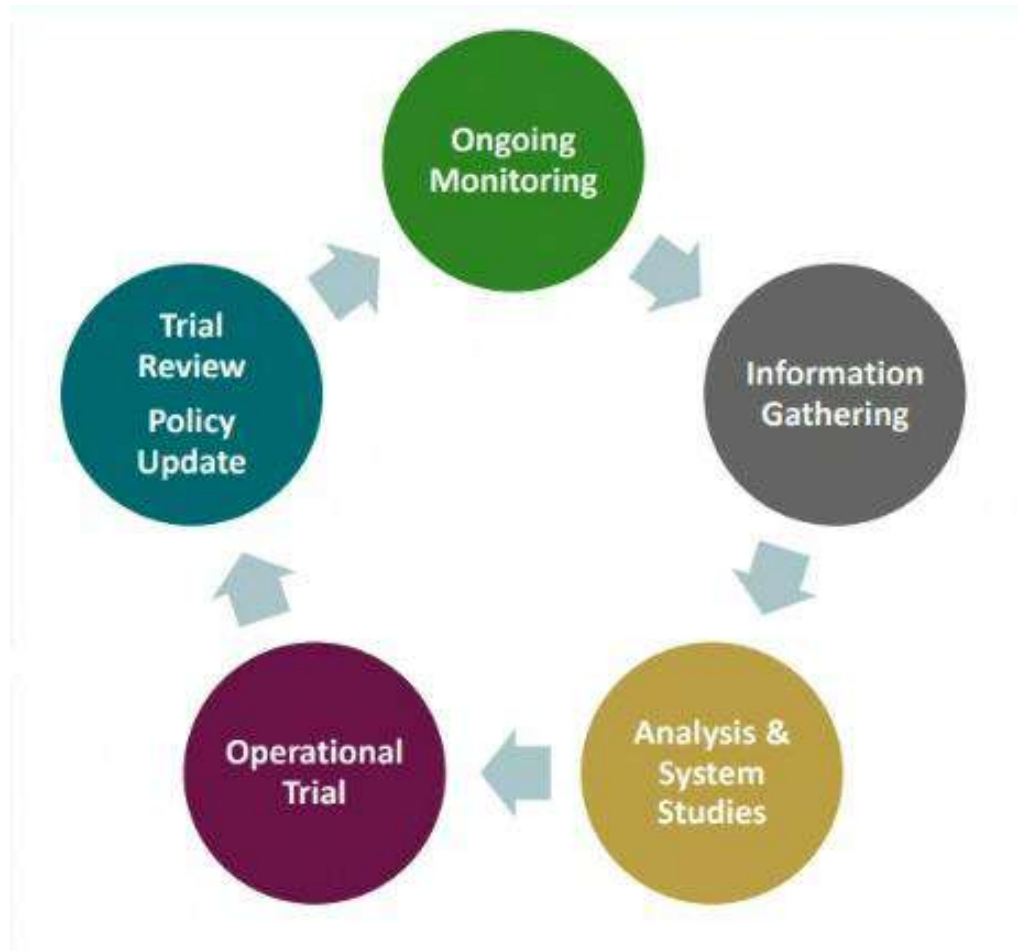 Ongoing
Monitoring
Information
Gathering
Analysis &
System
Studies
Operational
Trial
Trial
Review
Policy
Update